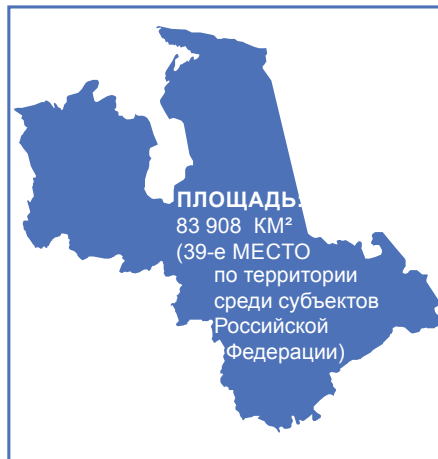 ПЛОЩАДЬ:
83 908 КМ²
(39-е МЕСТО
по территории
среди субъектов
Российской
Федерации)